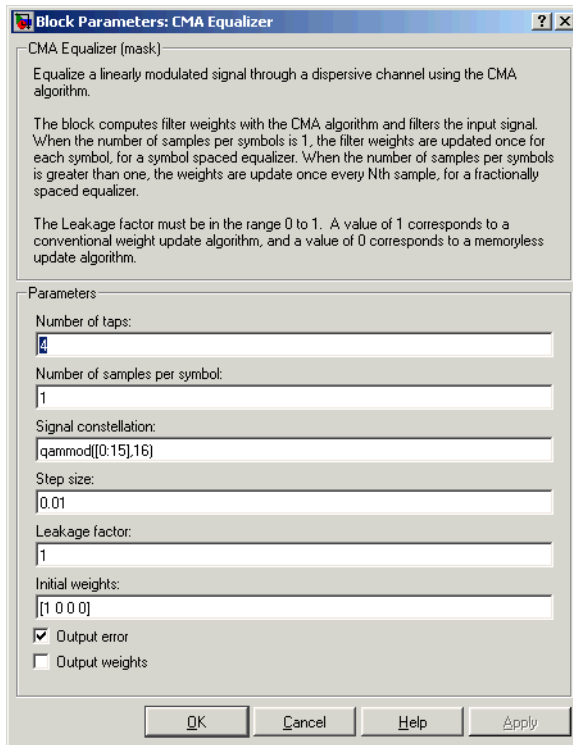 Block Parameters: CMA Equalizer
CMA Equalizer (mask)
Equalize a linearly modulated signal through a dispersive channel using the CMA
algorithm.
The block computes filter weights with the CMA algorithm and filters the input signal.
When the number of samples per symbols is 1, the filter weights are updated once for
each symbol, for a symbol spaced equalizer. When the number of samples per symbols
is greater than one, the weights are update once every Nth sample, for a fractionally
spaced equalizer.
The Leakage factor must be in the range 0 to 1. A value of 1 corresponds to a
conventional weight update algorithm, and a value of 0 corresponds to a memoryless
update algorithm.
Parameters
Number of taps:
4
Number of samples per symbol:
1
Signal constellation:
qammod([0:15],16)
Step size:
0.01
Leakage factor:
1
Initial weights:
[1 0 0 0]
Output error
Output weights
OK Cancel Help Apply